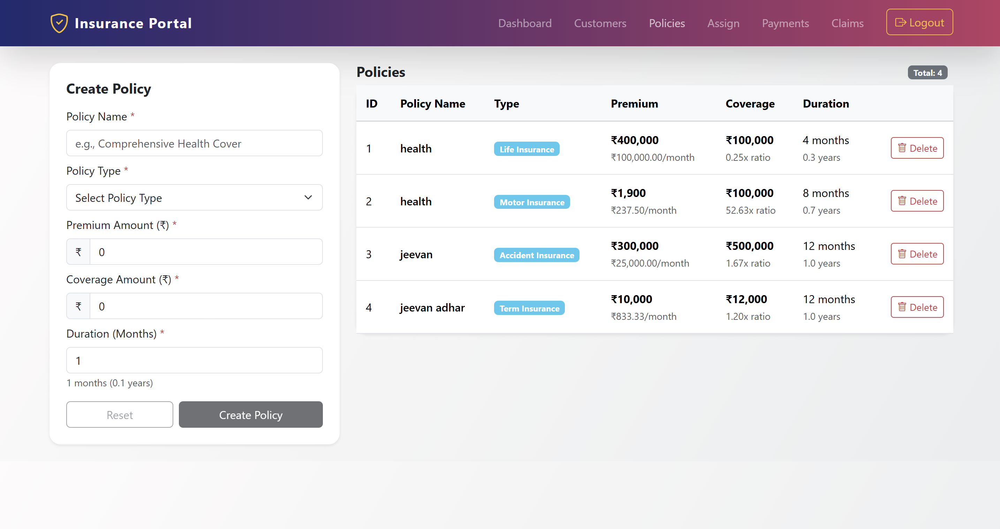 Insurance Portal
Dashboard Customers Policies Assign Payments Claims Logout
Create Policy
Policy Name *
e.g., Comprehensive Health Cover
Policy Type *
Select Policy Type
Premium Amount (₹) *
₹ 0
Coverage Amount (₹) *
₹ 0
Duration (Months) *
1
1 months (0.1 years)
Reset Create Policy
Policies Total: 4
ID Policy Name Type Premium Coverage Duration
1 health Life Insurance ₹400,000 ₹100,000 4 months Delete
₹100,000.00/month 0.25x ratio 0.3 years
2 health Motor Insurance ₹1,900 ₹100,000 8 months Delete
₹237.50/month 52.63x ratio 0.7 years
3 jeevan Accident Insurance ₹300,000 ₹500,000 12 months Delete
₹25,000.00/month 1.67x ratio 1.0 years
4 jeevan adhar Term Insurance ₹10,000 ₹12,000 12 months Delete
₹833.33/month 1.20x ratio 1.0 years